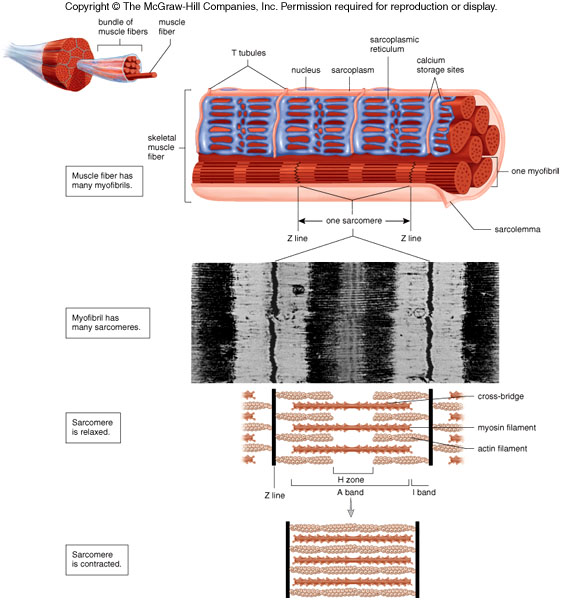 Copyright © The McGraw-Hill Companies, Inc. Permission required for reproduction or display.
bundle of
muscle fibers
muscle
fiber
T tubules
nucleus
sarcoplasm
sarcoplasmic
reticulum
calcium
storage sites
skeletal
muscle
fiber
Muscle fiber has
many myofibrils.
one myofibril
one sarcomere
Z line
Z line
sarcolemma
Myofibril has
many sarcomeres.
cross-bridge
Sarcomere
is relaxed.
myosin filament
actin filament
H zone
Z line
A band
I band
Sarcomere
is contracted.